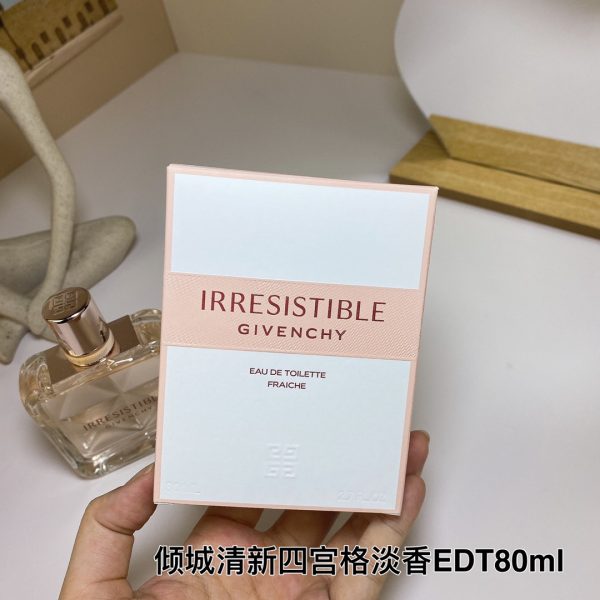 IRRESISTIBLE
GIVENCHY
EAU DE TOILETTE
FRAICHE
IRRESISTIBLE
GIVENCHY
倾城清新四宫格淡香EDT80ml